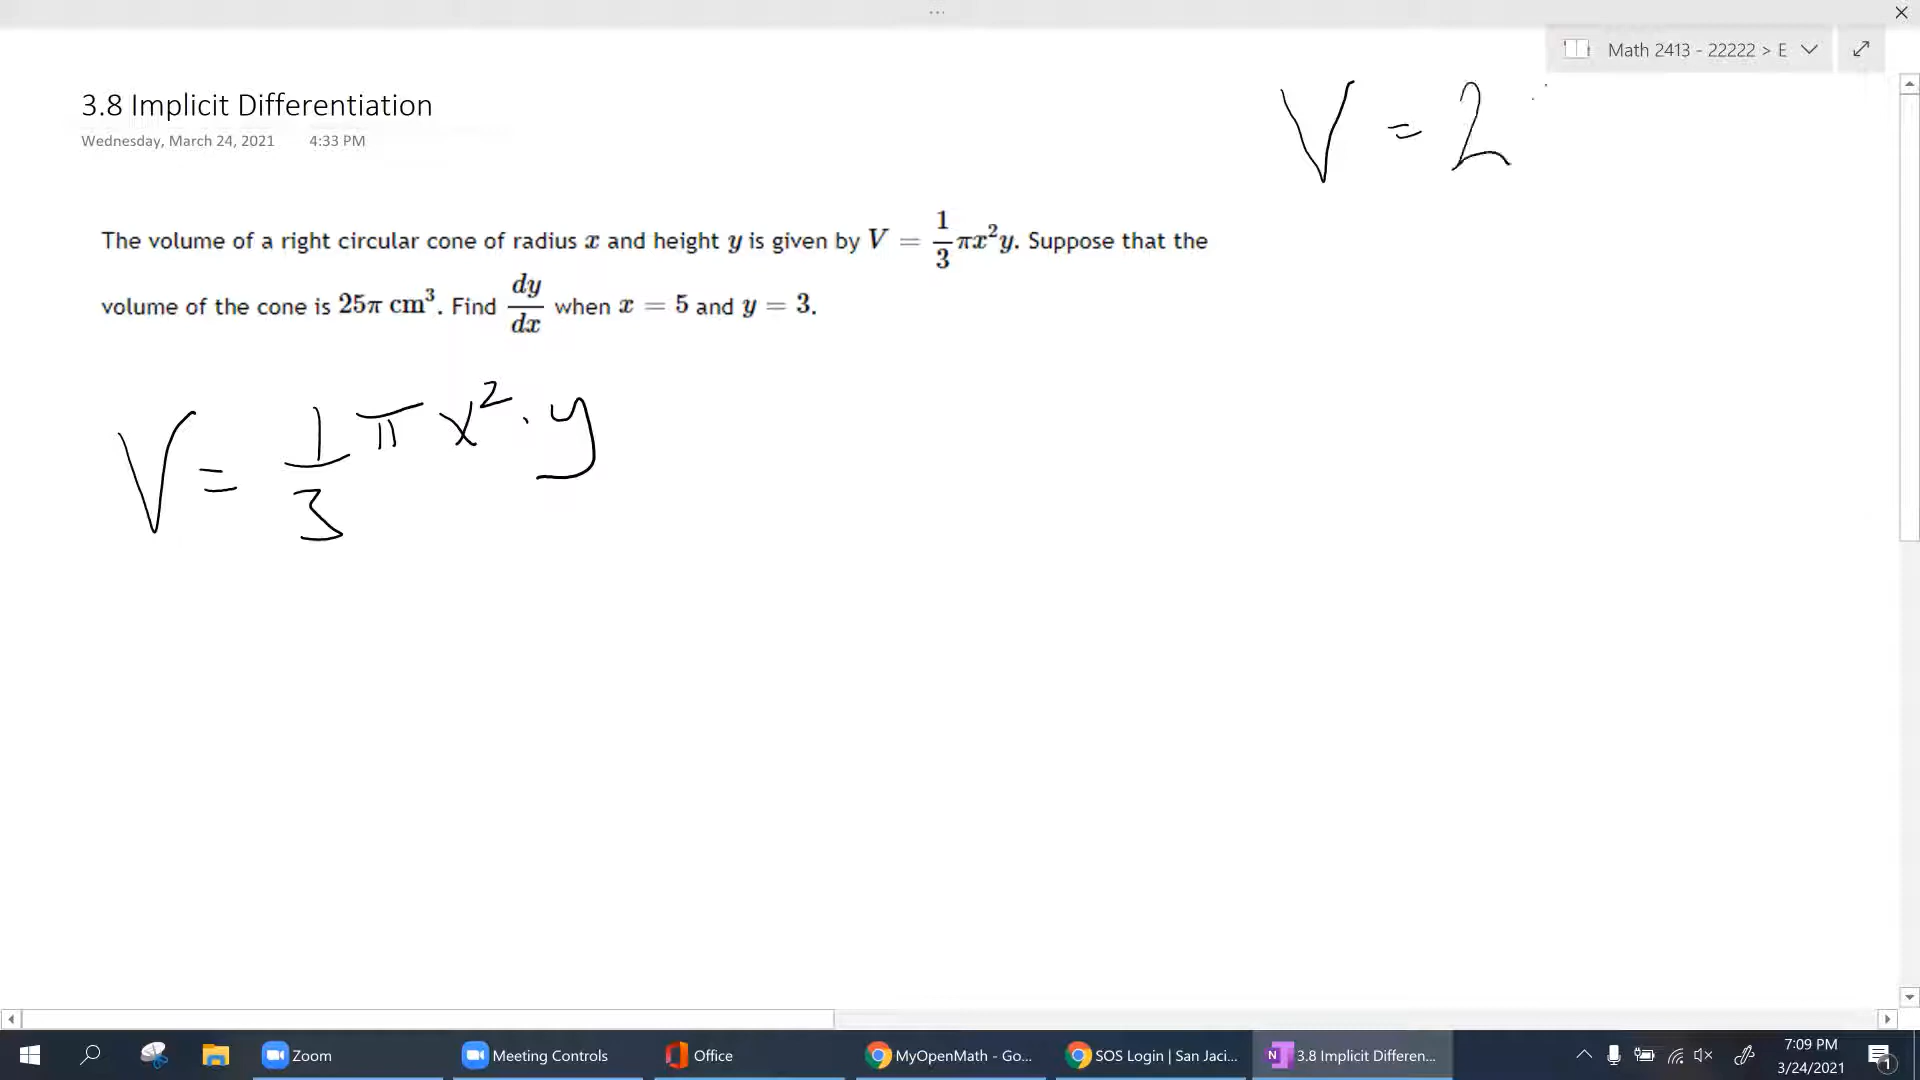 Math 2413 - 22222 > E
3.8 Implicit Differentiation
Wednesday, March 24, 2021 4:33 PM
V = 2
The volume of a right circular cone of radius x and height y is given by V = 1/3 πx²y. Suppose that the
volume of the cone is 25π cm³. Find dy/dx when x = 5 and y = 3.
V = 1/3 π x² · y
Zoom
Meeting Controls
Office
MyOpenMath - Go...
SOS Login | San Jaci...
3.8 Implicit Differen...
7:09 PM
3/24/2021
1